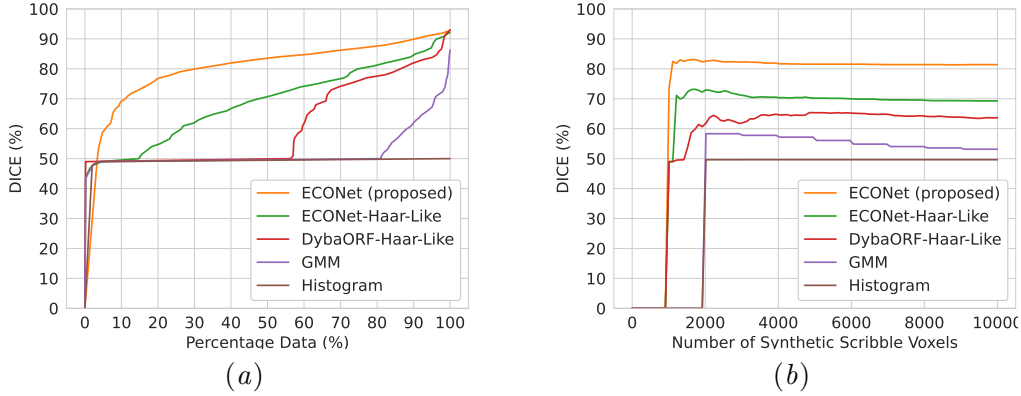 100
90
80
70
60
50
40
30
20
10
0
DICE (%)
ECONet (proposed)
ECONet-Haar-Like
DybaORF-Haar-Like
GMM
Histogram
0 10 20 30 40 50 60 70 80 90 100
Percentage Data (%)
(a)
100
90
80
70
60
50
40
30
20
10
0
DICE (%)
ECONet (proposed)
ECONet-Haar-Like
DybaORF-Haar-Like
GMM
Histogram
0 2000 4000 6000 8000 10000
Number of Synthetic Scribble Voxels
(b)